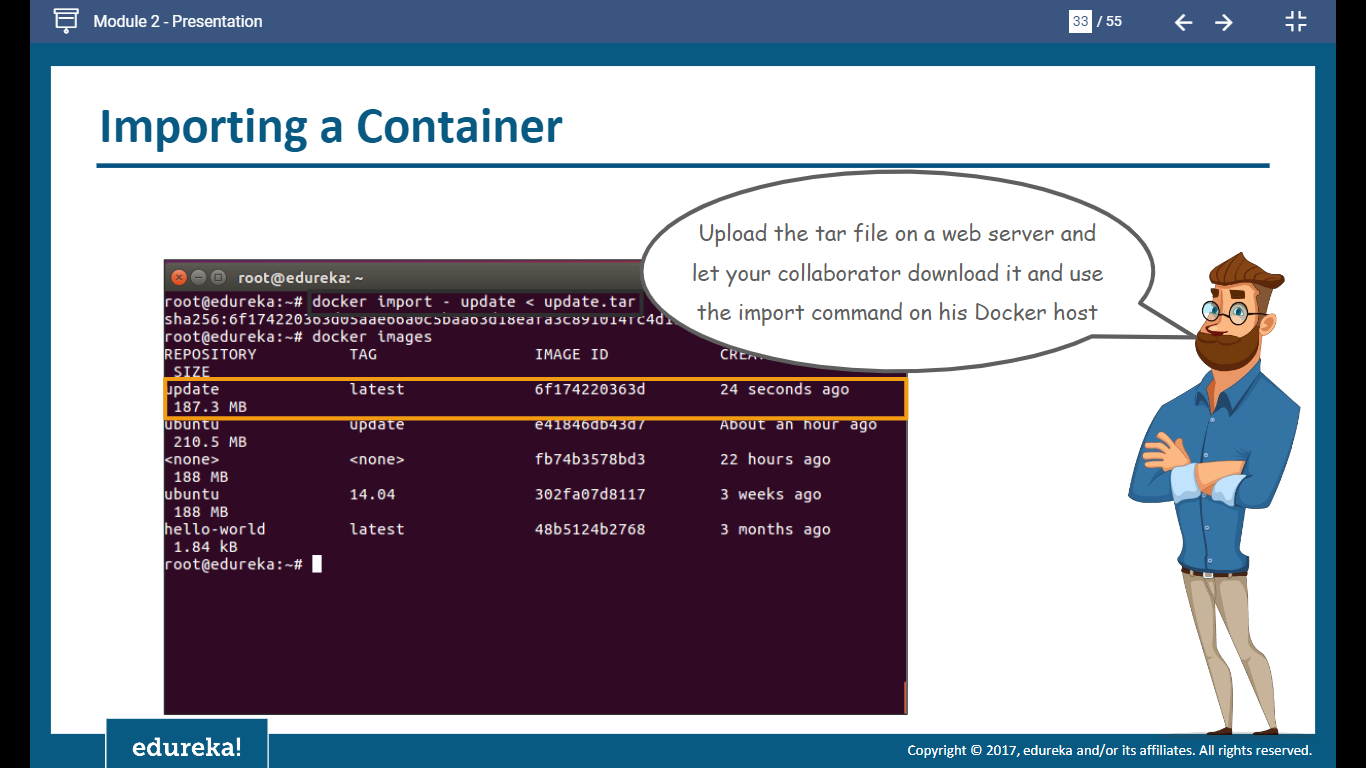 Module 2 - Presentation
33 / 55
Importing a Container
Upload the tar file on a web server and
let your collaborator download it and use
the import command on his Docker host
root@edureka: ~
root@edureka:~# docker import - update < update.tar
root@edureka:~# docker images
REPOSITORY TAG IMAGE ID
SIZE
update latest 6f174220363d 24 seconds ago
187.3 MB
ubuntu update e41846db43d7 About an hour ago
210.5 MB
<none> <none> fb74b3578bd3 22 hours ago
188 MB
ubuntu 14.04 302fa07d8117 3 weeks ago
188 MB
hello-world latest 48b5124b2768 3 months ago
1.84 kB
root@edureka:~#
edureka!
Copyright © 2017, edureka and/or its affiliates. All rights reserved.